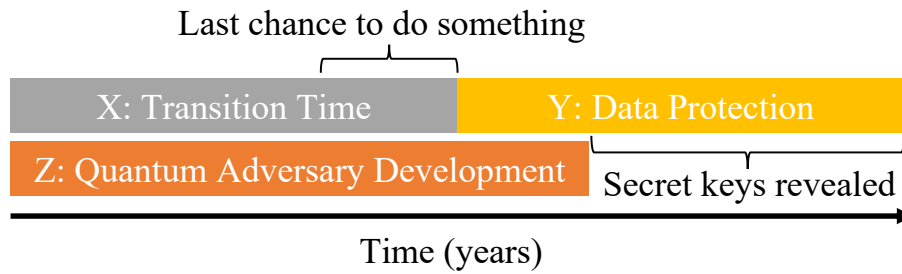 Last chance to do something
X: Transition Time
Y: Data Protection
Z: Quantum Adversary Development
Secret keys revealed
Time (years)